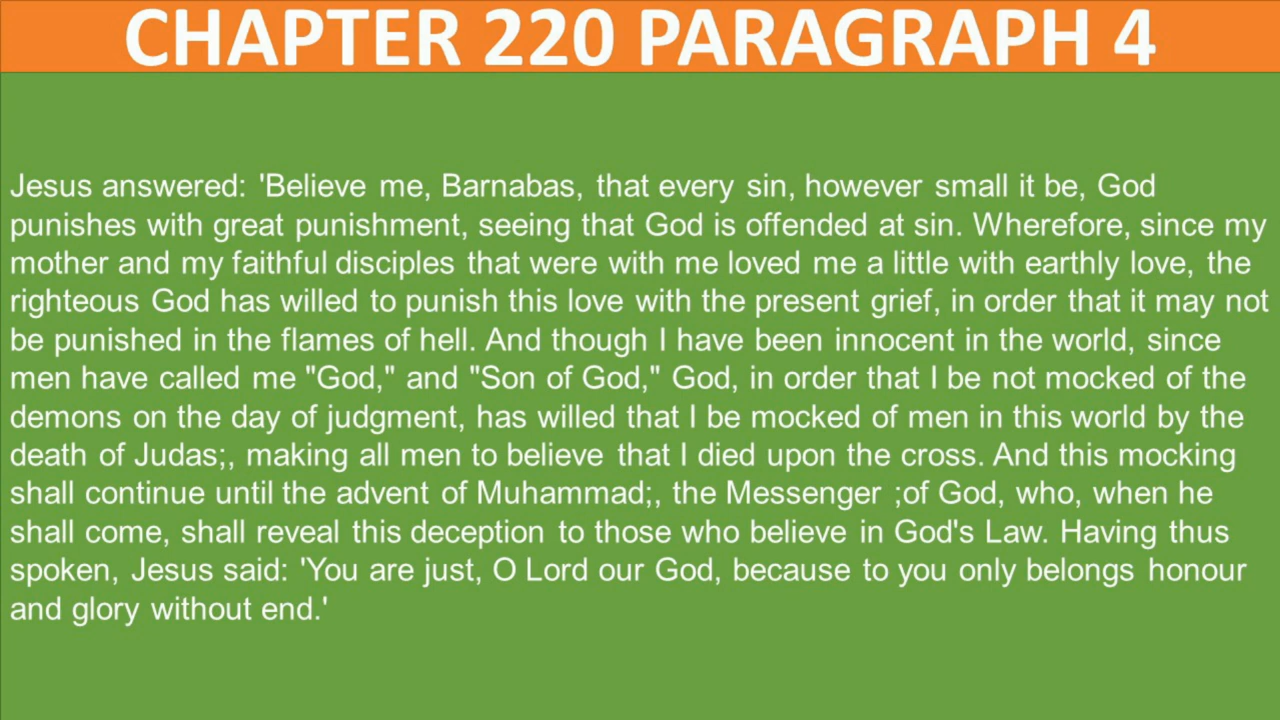 CHAPTER 220 PARAGRAPH 4
Jesus answered: 'Believe me, Barnabas, that every sin, however small it be, God
punishes with great punishment, seeing that God is offended at sin. Wherefore, since my
mother and my faithful disciples that were with me loved me a little with earthly love, the
righteous God has willed to punish this love with the present grief, in order that it may not
be punished in the flames of hell. And though I have been innocent in the world, since
men have called me "God," and "Son of God," God, in order that I be not mocked of the
demons on the day of judgment, has willed that I be mocked of men in this world by the
death of Judas;, making all men to believe that I died upon the cross. And this mocking
shall continue until the advent of Muhammad;, the Messenger ;of God, who, when he
shall come, shall reveal this deception to those who believe in God's Law. Having thus
spoken, Jesus said: 'You are just, O Lord our God, because to you only belongs honour
and glory without end.'